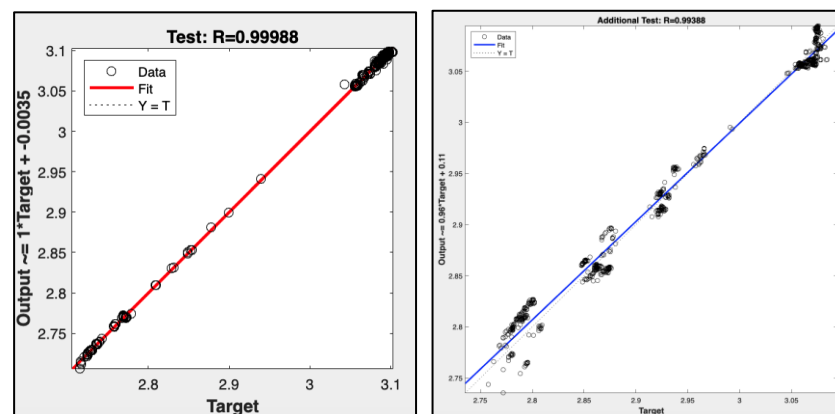 Test: R=0.99988
Data
Fit
Y = T
Output ~= 1*Target + -0.0035
3.1
3.05
3
2.95
2.9
2.85
2.8
2.75
2.8
2.9
3
3.1
Target
Additional Test: R=0.99388
Data
Fit
Y = T
Output ~= 0.96*Target + 0.11
3.05
3
2.95
2.9
2.85
2.8
2.75
2.75
2.8
2.85
2.9
2.95
3
3.05
Target